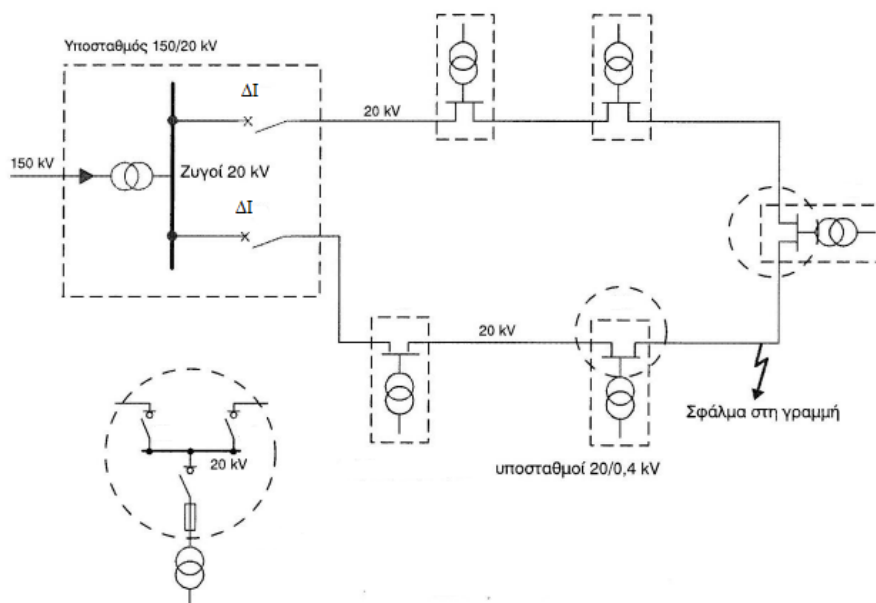 Υποσταθμός 150/20 kV
ΔΙ
20 kV
150 kV
Ζυγοί 20 kV
ΔΙ
20 kV
Σφάλμα στη γραμμή
20 kV
υποσταθμοί 20/0,4 kV